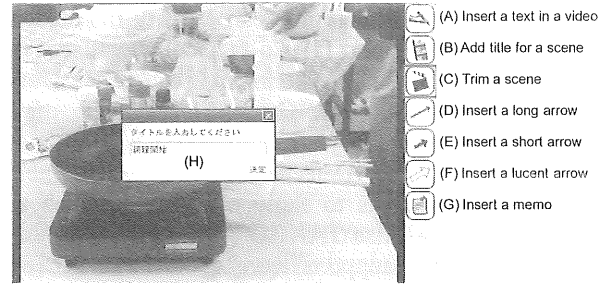 (A) Insert a text in a video
(B) Add title for a scene
(C) Trim a scene
(D) Insert a long arrow
(E) Insert a short arrow
(F) Insert a lucent arrow
(G) Insert a memo
タイトルを入力してください
調理開始
(H)
決定